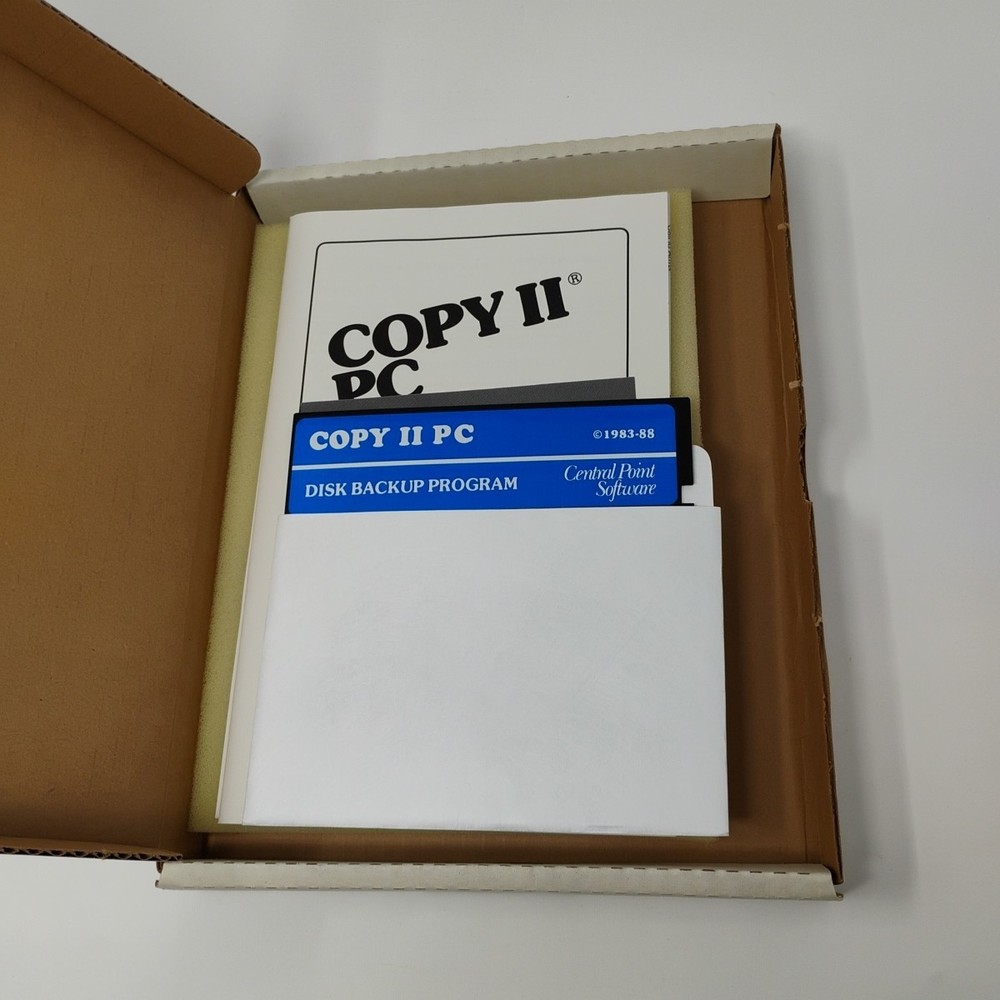 COPY II®
PC
COPY II PC
©1983-88
DISK BACKUP PROGRAM
Central Point
Software